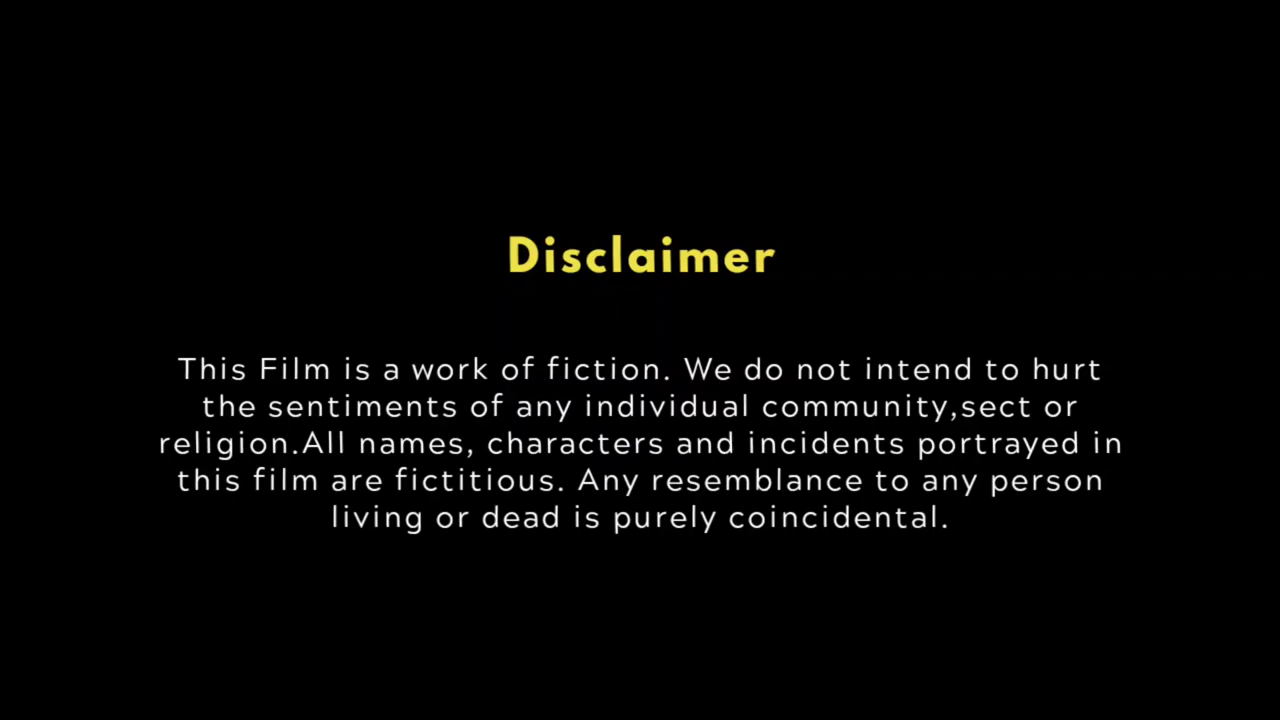 Disclaimer
This Film is a work of fiction. We do not intend to hurt
the sentiments of any individual community,sect or
religion.All names, characters and incidents portrayed in
this film are fictitious. Any resemblance to any person
living or dead is purely coincidental.